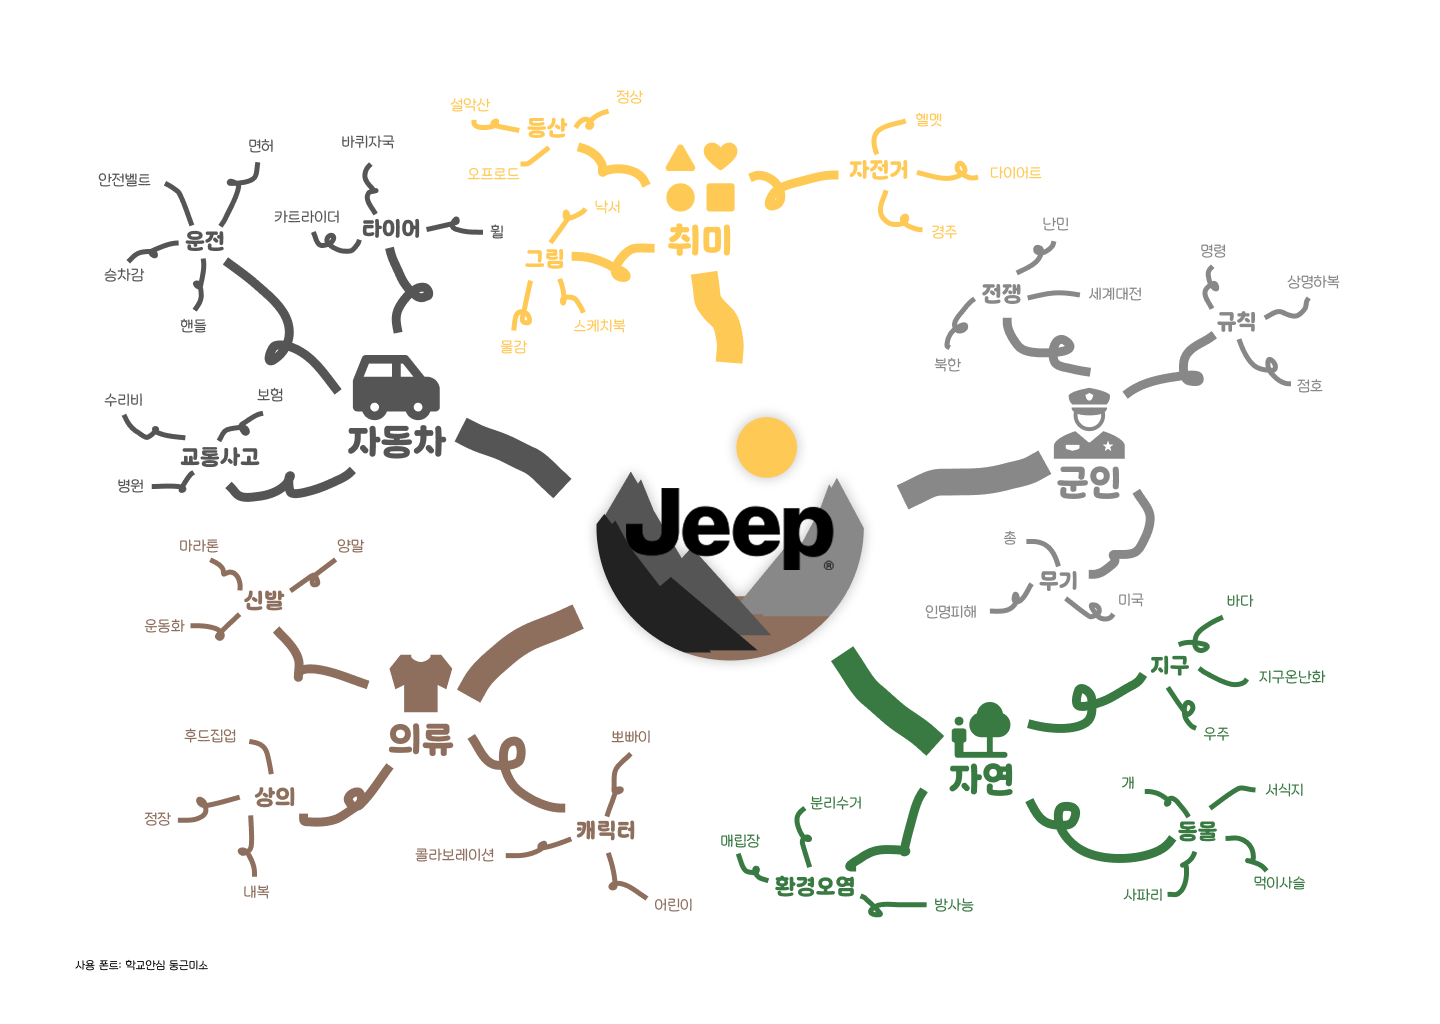 Jeep
®
자동차
운전
면허
안전벨트
승차감
핸들
타이어
바퀴자국
카트라이더
휠
교통사고
수리비
보험
병원
취미
등산
설악산
정상
오프로드
그림
낙서
물감
스케치북
자전거
헬멧
다이어트
경주
군인
전쟁
난민
세계대전
북한
규칙
명령
상명하복
점호
무기
총
인명피해
미국
의류
신발
마라톤
양말
운동화
상의
후드집업
정장
내복
캐릭터
뽀빠이
콜라보레이션
어린이
자연
지구
바다
지구온난화
우주
동물
개
서식지
먹이사슬
사파리
환경오염
분리수거
매립장
방사능
사용 폰트: 학교안심 둥근미소